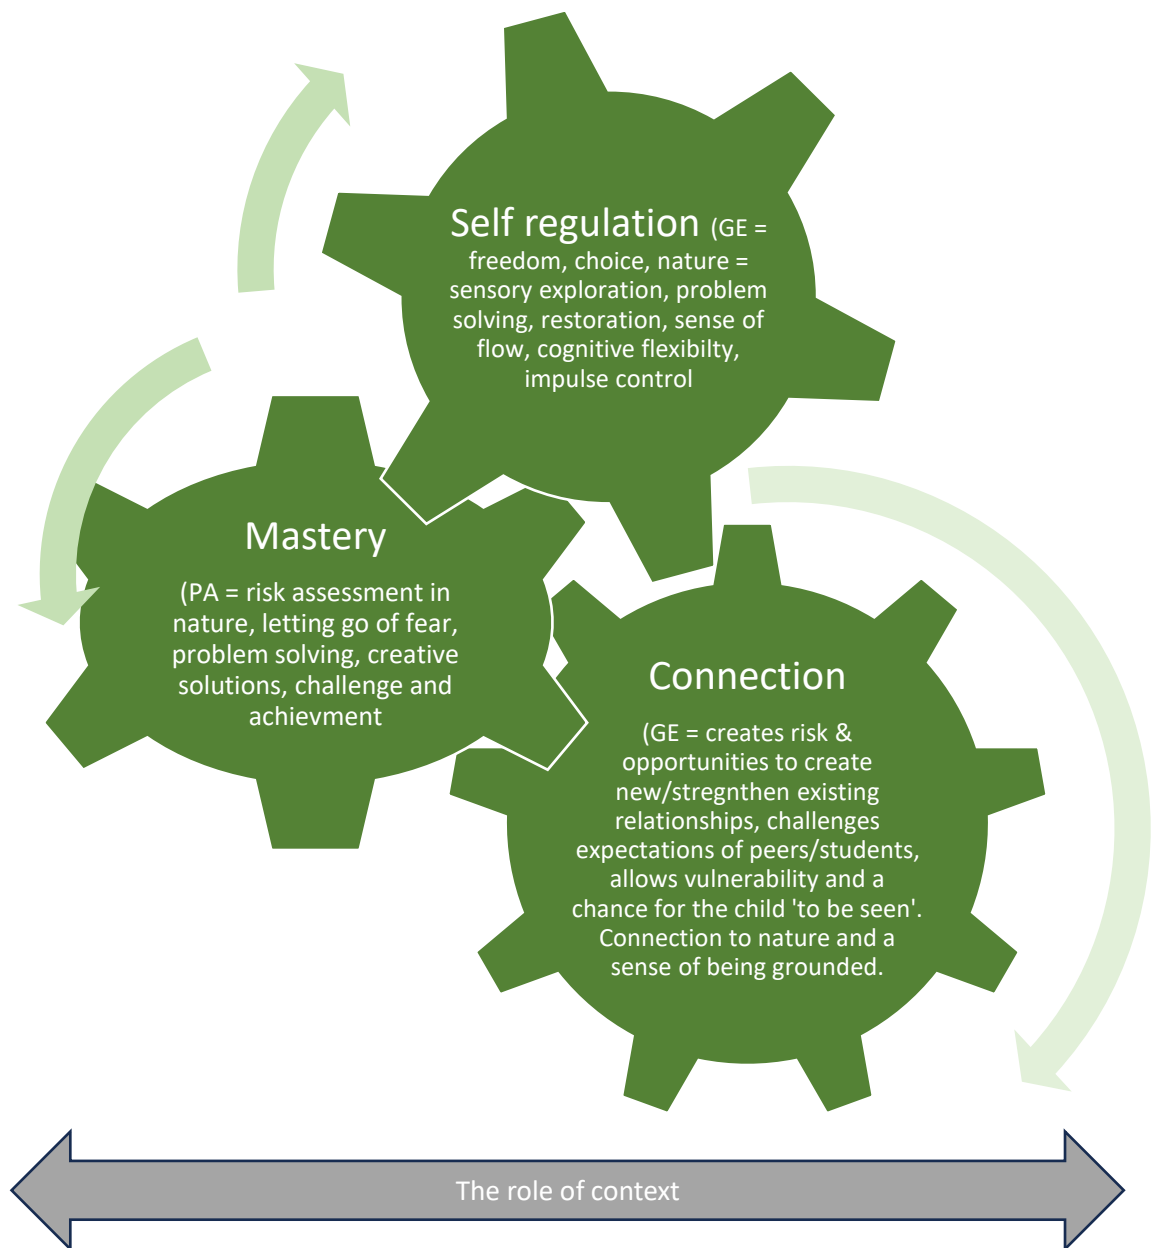 Self regulation (GE =
freedom, choice, nature =
sensory exploration, problem
solving, restoration, sense of
flow, cognitive flexibilty,
impulse control
Mastery
(PA = risk assessment in
nature, letting go of fear,
problem solving, creative
solutions, challenge and
achievment
Connection
(GE = creates risk &
opportunities to create
new/stregnthen existing
relationships, challenges
expectations of peers/students,
allows vulnerability and a
chance for the child 'to be seen'.
Connection to nature and a
sense of being grounded.
The role of context